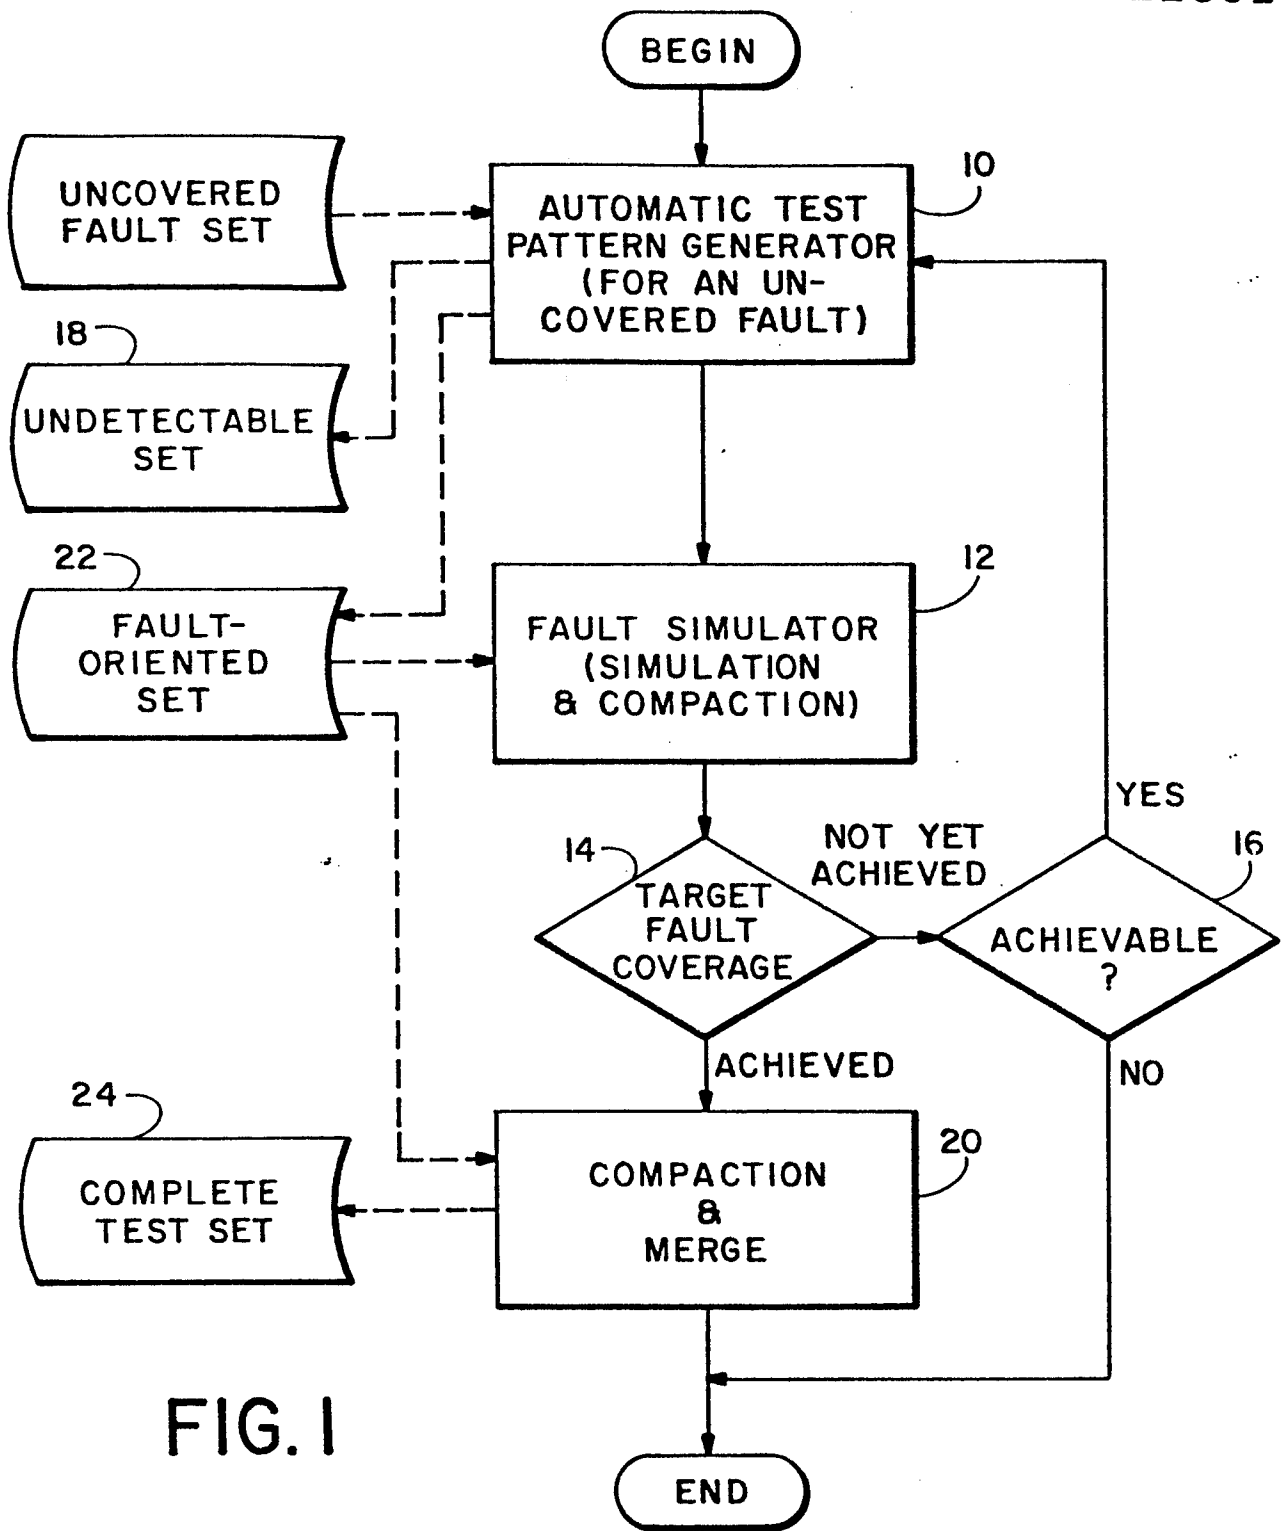 BEGIN
UNCOVERED
FAULT SET
10
AUTOMATIC TEST
PATTERN GENERATOR
(FOR AN UN-
COVERED FAULT)
18
UNDETECTABLE
SET
22
FAULT-
ORIENTED
SET
12
FAULT SIMULATOR
(SIMULATION
& COMPACTION)
YES
14
TARGET
FAULT
COVERAGE
NOT YET
ACHIEVED
16
ACHIEVABLE
?
ACHIEVED
NO
24
COMPLETE
TEST SET
20
COMPACTION
&
MERGE
FIG. 1
END